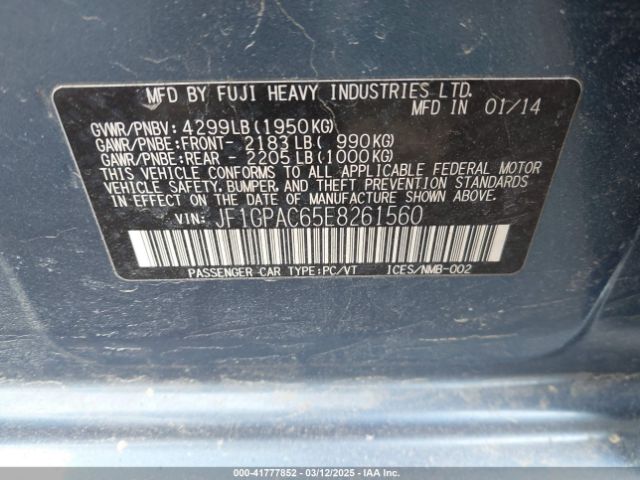 MFD BY FUJI HEAVY INDUSTRIES LTD.
MFD IN 01/14
GVWR/PNBV: 4299LB(1950KG)
GAWR/PNBE:FRONT- 2183LB( 990KG)
GAWR/PNBE:REAR - 2205LB(1000KG)
THIS VEHICLE CONFORMS TO ALL APPLICABLE FEDERAL MOTOR
VEHICLE SAFETY, BUMPER, AND THEFT PREVENTION STANDARDS
IN EFFECT ON THE DATE OF MANUFACTURE SHOWN ABOVE.
VIN: JF1GPAC65E8261560
PASSENGER CAR TYPE:PC/VT ICES/NMB-002
000-41777852 / 03/12/2025 - IAA, Inc.